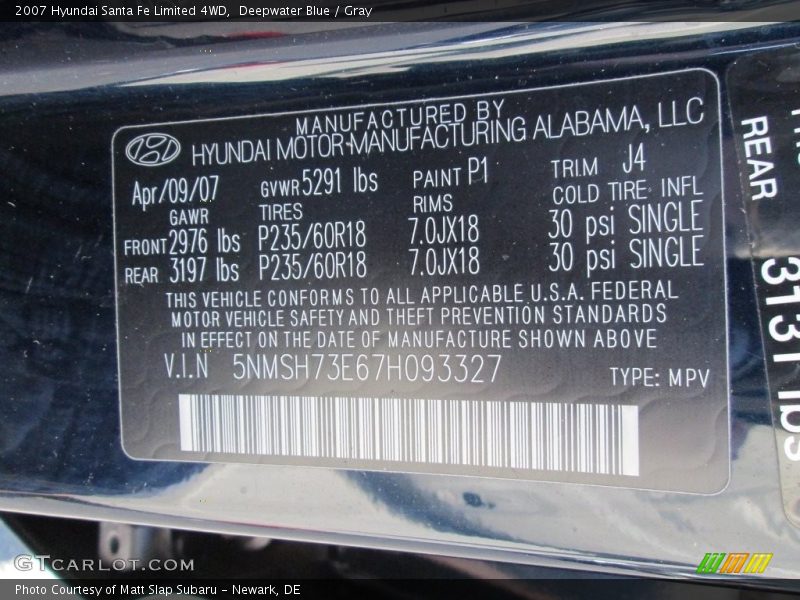 2007 Hyundai Santa Fe Limited 4WD,  Deepwater Blue / Gray
MANUFACTURED BY
HYUNDAI MOTOR MANUFACTURING ALABAMA, LLC
Apr/09/07 GVWR 5291 lbs PAINT P1 TRIM J4
GAWR TIRES RIMS COLD TIRE INFL
FRONT 2976 lbs P235/60R18 7.0JX18 30 psi SINGLE
REAR 3197 lbs P235/60R18 7.0JX18 30 psi SINGLE
THIS VEHICLE CONFORMS TO ALL APPLICABLE U.S.A. FEDERAL
MOTOR VEHICLE SAFETY AND THEFT PREVENTION STANDARDS
IN EFFECT ON THE DATE OF MANUFACTURE SHOWN ABOVE
V.I.N 5NMSH73E67H093327 TYPE: MPV
REAR 3131 lbs
GTCARLOT.COM
Photo Courtesy of Matt Slap Subaru - Newark, DE